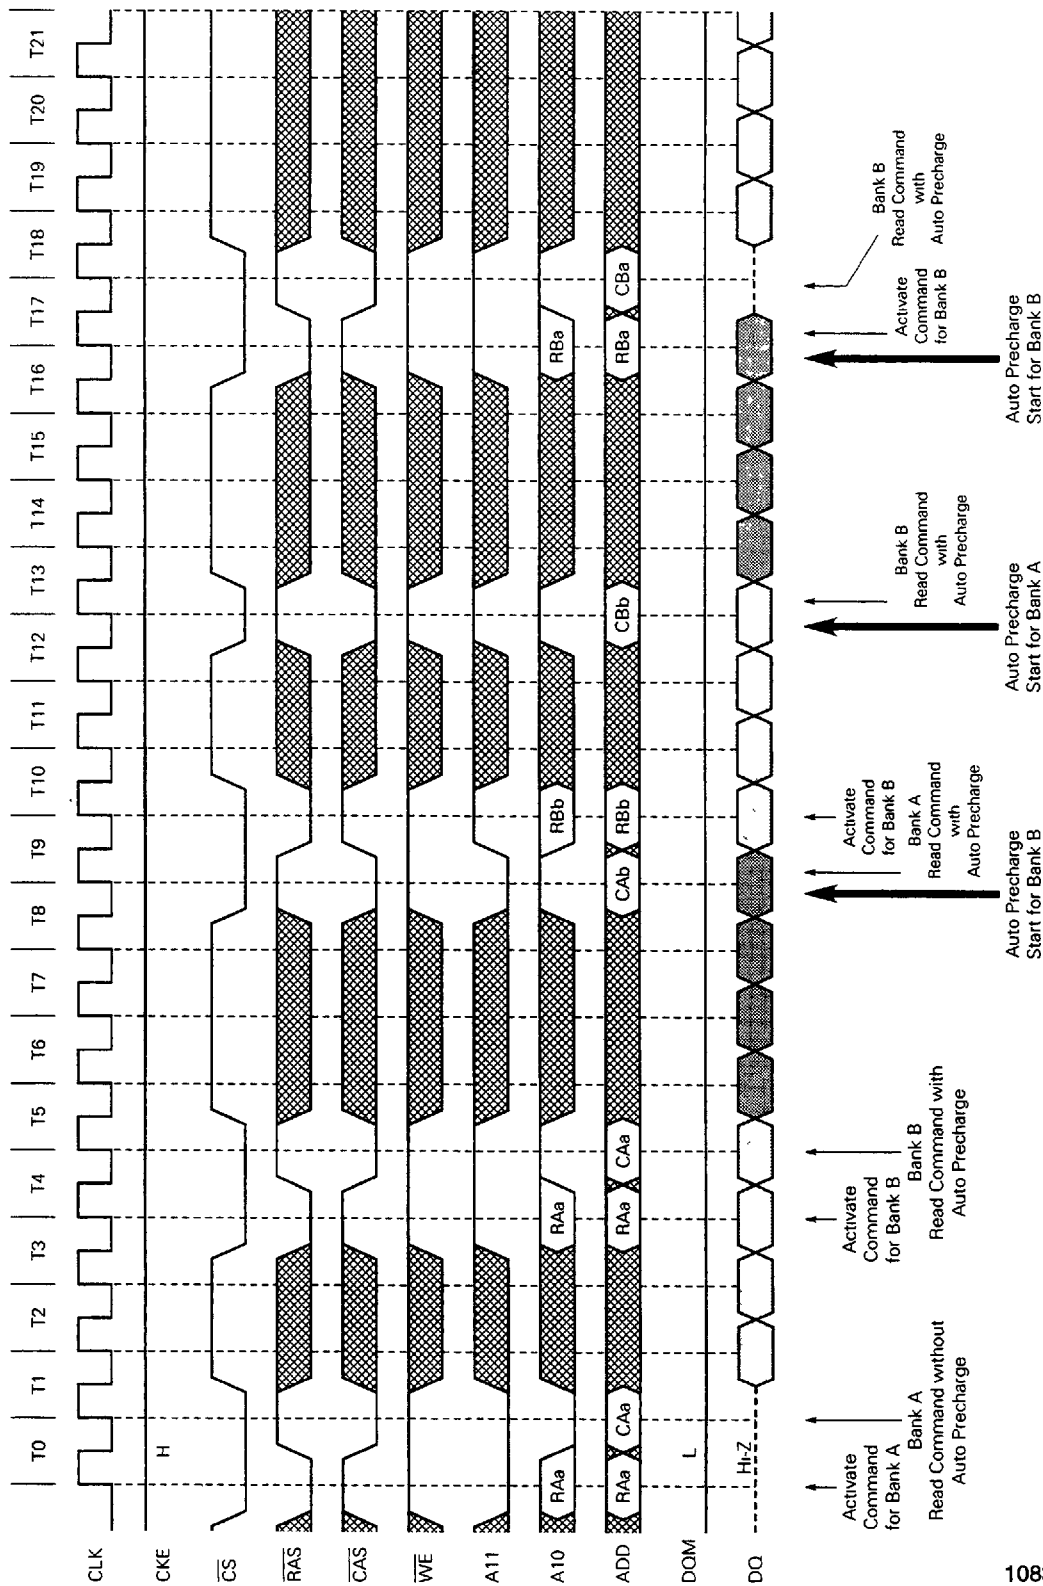 T0 T1 T2 T3 T4 T5 T6 T7 T8 T9 T10 T11 T12 T13 T14 T15 T16 T17 T18 T19 T20 T21
CLK
CKE H
CS
RAS
CAS
WE
A11
A10 RAa RAa RBb RBa
ADD RAa CAa RAa CAa CAb RBb CBb RBa CBa
DQM L
DQ Hi-Z
Activate
Command
for Bank A
Bank A
Read Command without
Auto Precharge
Activate
Command
for Bank B
Bank B
Read Command with
Auto Precharge
Auto Precharge
Start for Bank B
Bank A
Read Command
with
Auto Precharge
Activate
Command
for Bank B
Auto Precharge
Start for Bank A
Bank B
Read Command
with
Auto Precharge
Auto Precharge
Start for Bank B
Activate
Command
for Bank B
Bank B
Read Command
with
Auto Precharge
108